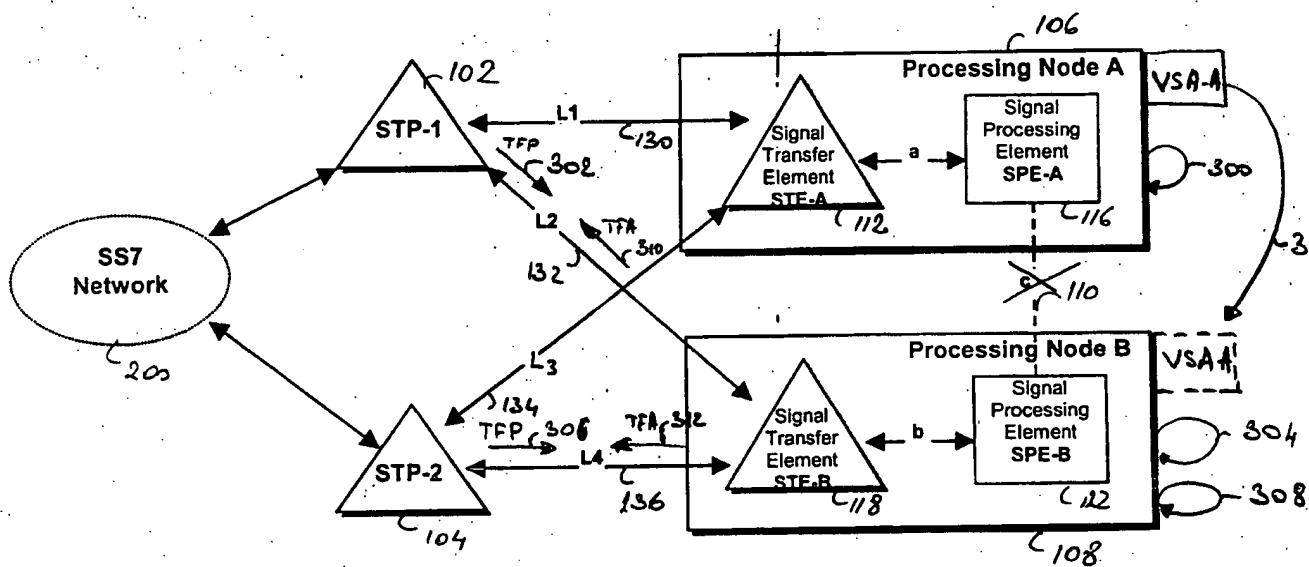 106
Processing Node A
VSA-A
102
STP-1
L1
130
TFP
302
Signal
Transfer
Element
STE-A
112
a
Signal
Processing
Element
SPE-A
116
300
L2
132
TFA
310
SS7
Network
200
c
110
3
L3
134
Processing Node B
VSA A
STP-2
104
TFP
306
TFA
312
L4
136
Signal
Transfer
Element
STE-B
118
b
Signal
Processing
Element
SPE-B
122
304
308
108